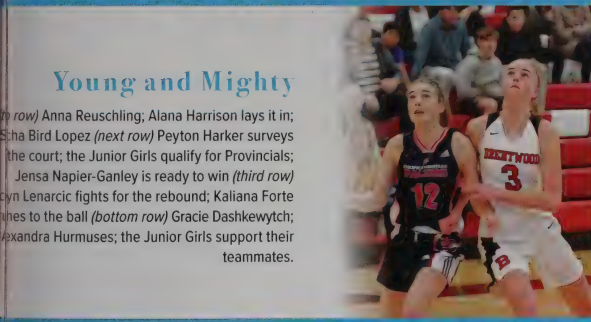 Young and Mighty
row) Anna Reuschling; Alana Harrison lays it in;
Bird Lopez (next row) Peyton Harker surveys
the court; the Junior Girls qualify for Provincials;
Jensa Napier-Ganley is ready to win (third row)
Lenarcic fights for the rebound; Kaliana Forte
to the ball (bottom row) Gracie Dashkewytch;
Hurmuses; the Junior Girls support their
teammates.
12
BRENTWOOD
3
B